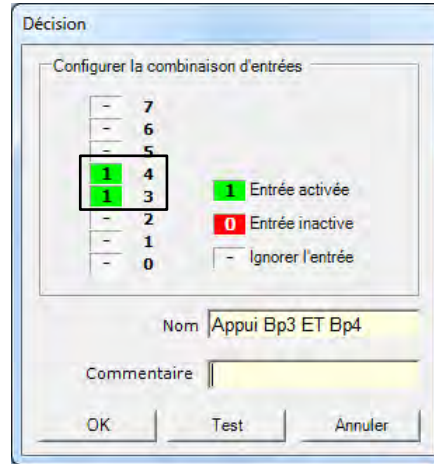 Décision
Configurer la combinaison d'entrées
- 7
- 6
- 5
1 4
1 3
- 2
- 1
- 0
1 Entrée activée
0 Entrée inactive
- Ignorer l'entrée
Nom Appui Bp3 ET Bp4
Commentaire
OK Test Annuler